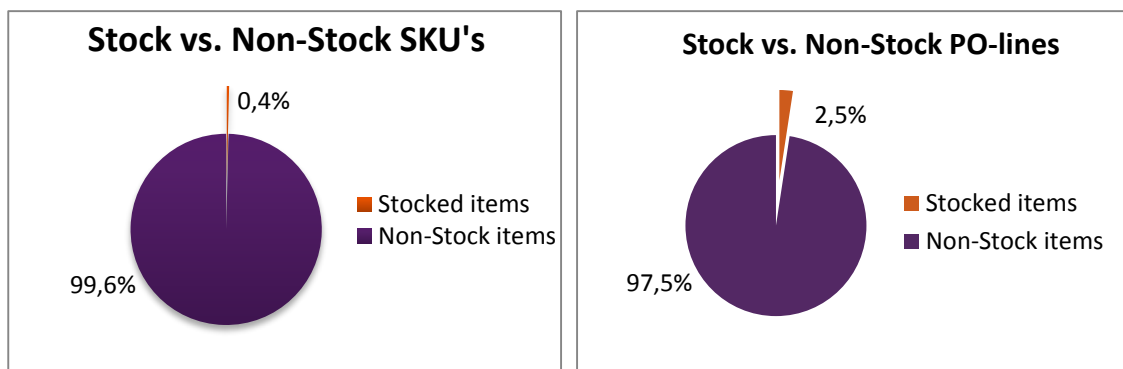 Stock vs. Non-Stock SKU's
0,4%
Stocked items
Non-Stock items
99,6%
Stock vs. Non-Stock PO-lines
2,5%
Stocked items
Non-Stock items
97,5%